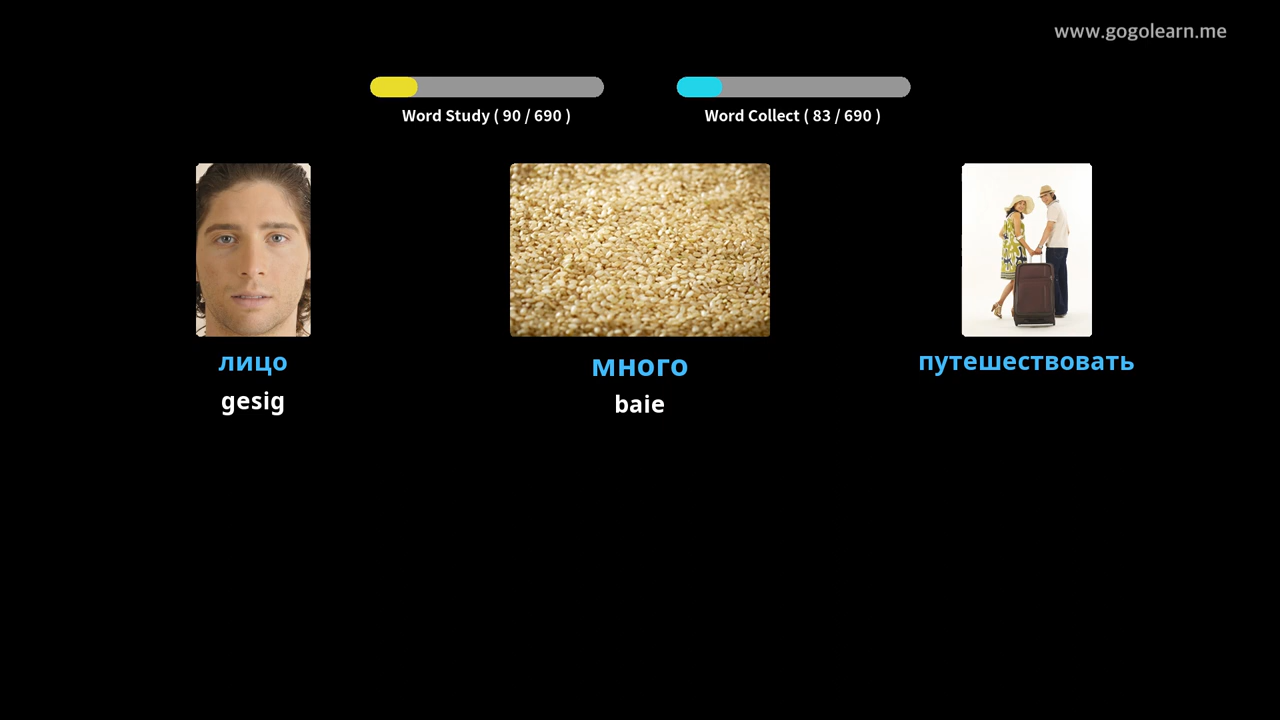 www.gogolearn.me
Word Study ( 90 / 690 )
Word Collect ( 83 / 690 )
лицо
gesig
много
baie
путешествовать